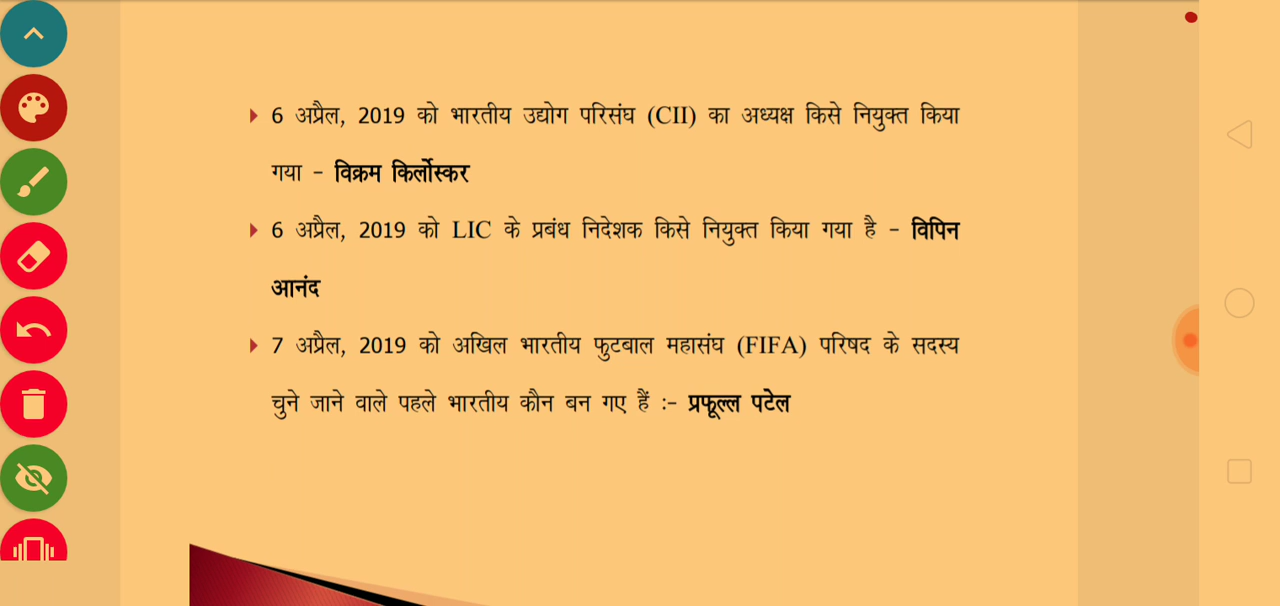 6 अप्रैल, 2019 को भारतीय उद्योग परिसंघ (CII) का अध्यक्ष किसे नियुक्त किया
गया - विक्रम किर्लोस्कर
6 अप्रैल, 2019 को LIC के प्रबंध निदेशक किसे नियुक्त किया गया है - विपिन
आनंद
7 अप्रैल, 2019 को अखिल भारतीय फुटबाल महासंघ (FIFA) परिषद के सदस्य
चुने जाने वाले पहले भारतीय कौन बन गए हैं :- प्रफूल्ल पटेल